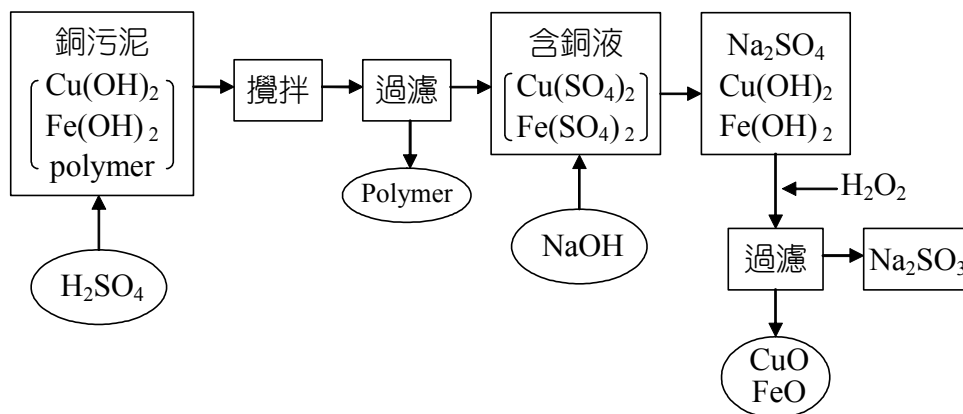 銅污泥
Cu(OH)2
Fe(OH) 2
polymer
H2SO4
攪拌
過濾
Polymer
含銅液
Cu(SO4)2
Fe(SO4) 2
NaOH
Na2SO4
Cu(OH)2
Fe(OH) 2
H2O2
過濾
Na2SO3
CuO
FeO